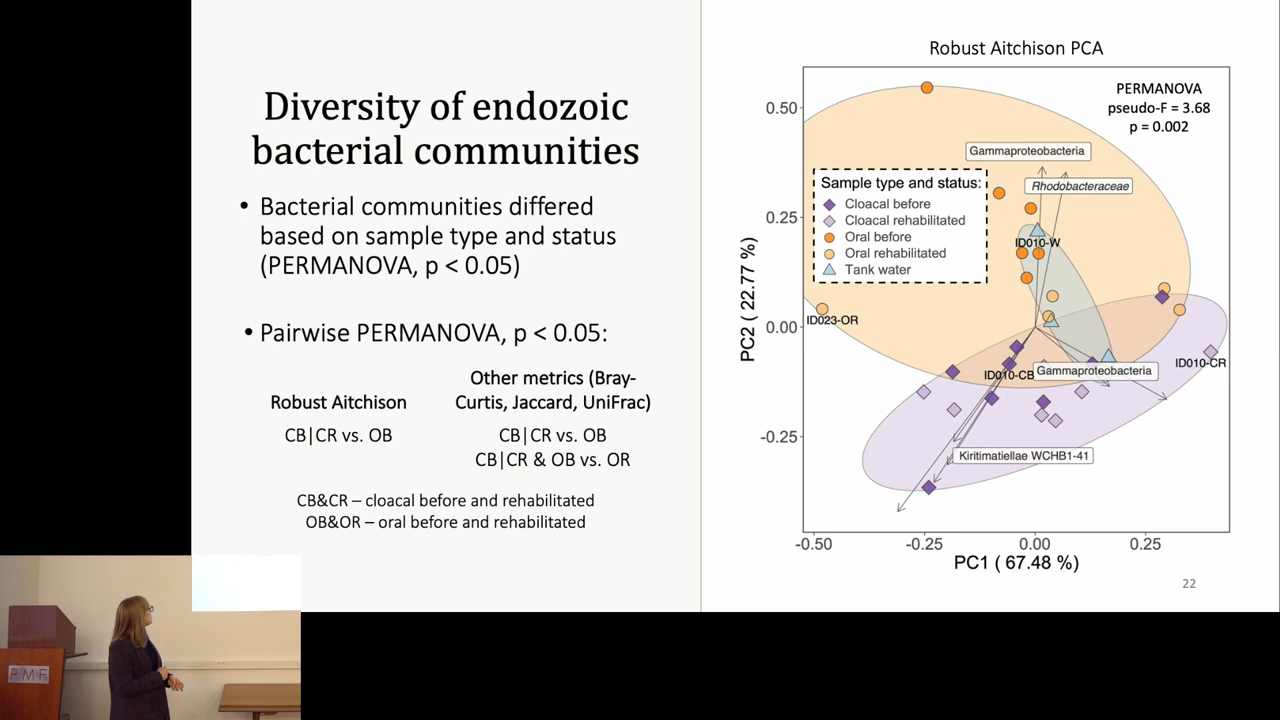 Diversity of endozoic
bacterial communities
• Bacterial communities differed
based on sample type and status
(PERMANOVA, p < 0.05)
• Pairwise PERMANOVA, p < 0.05:
Robust Aitchison
CB|CR vs. OB
Other metrics (Bray-
Curtis, Jaccard, UniFrac)
CB|CR vs. OB
CB|CR & OB vs. OR
CB&CR – cloacal before and rehabilitated
OB&OR – oral before and rehabilitated
Robust Aitchison PCA
PERMANOVA
pseudo-F = 3.68
p = 0.002
Gammaproteobacteria
Rhodobacteraceae
Sample type and status:
Cloacal before
Cloacal rehabilitated
Oral before
Oral rehabilitated
Tank water
ID010-W
ID023-OR
ID010-CB
Gammaproteobacteria
ID010-CR
Kiritimatiellae WCHB1-41
0.50
0.25
0.00
-0.25
PC2 ( 22.77 %)
-0.50
-0.25
0.00
0.25
PC1 ( 67.48 %)
22
PMF